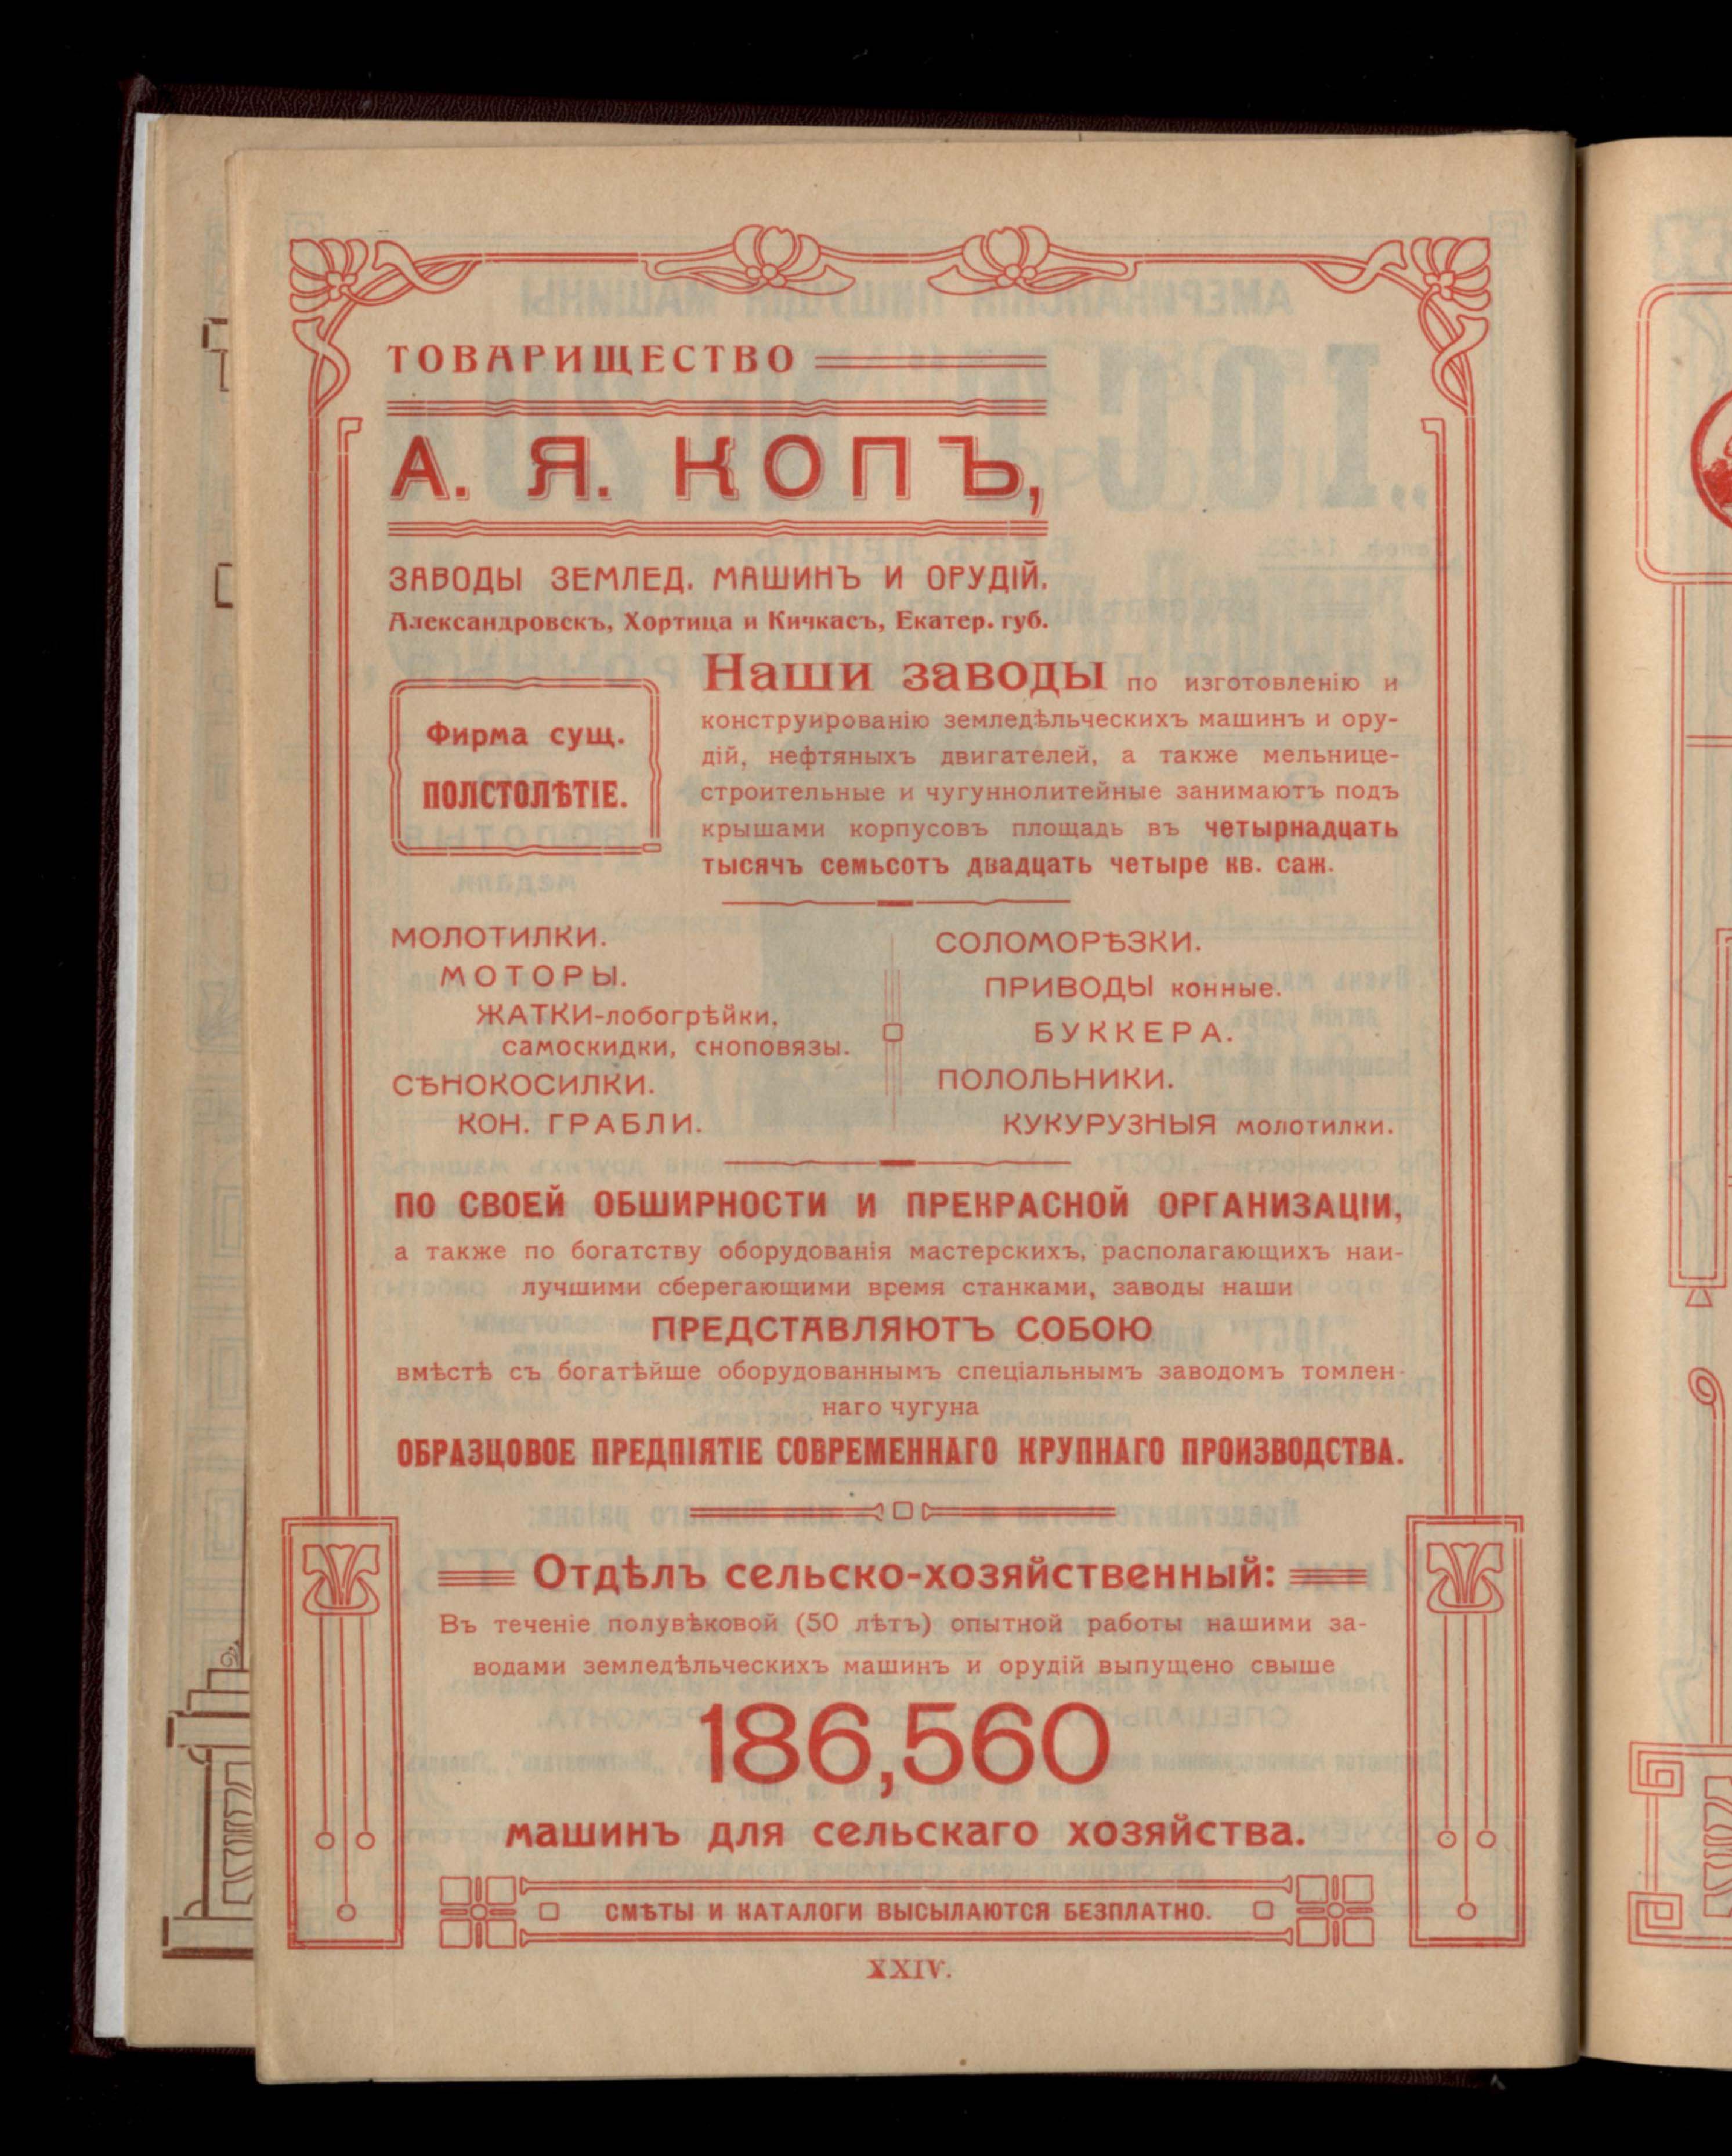 ТОВАРИЩЕСТВО
А. Я. КОПЪ,
ЗАВОДЫ ЗЕМЛЕД. МАШИНЪ И ОРУДІЙ.
Александровскъ, Хортица и Кичкасъ, Екатер. губ.
Фирма сущ.
ПОЛСТОЛѢТІЕ.
Наши заводы по изготовленію и
конструированію земледѣльческихъ машинъ и ору-
дій, нефтяныхъ двигателей, а также мельнице-
строительные и чугуннолитейные занимаютъ подъ
крышами корпусовъ площадь въ четырнадцать
тысячъ семьсотъ двадцать четыре кв. саж.
МОЛОТИЛКИ.
МОТОРЫ.
ЖАТКИ-лобогрѣйки,
самоскидки, сноповязы.
СѢНОКОСИЛКИ.
КОН. ГРАБЛИ.
СОЛОМОРѢЗКИ.
ПРИВОДЫ конные.
БУККЕРА.
ПОЛОЛЬНИКИ.
КУКУРУЗНЫЯ молотилки.
ПО СВОЕЙ ОБШИРНОСТИ И ПРЕКРАСНОЙ ОРГАНИЗАЦІИ,
а также по богатству оборудованія мастерскихъ, располагающихъ наи-
лучшими сберегающими время станками, заводы наши
ПРЕДСТАВЛЯЮТЪ СОБОЮ
вмѣстѣ съ богатѣйше оборудованнымъ спеціальнымъ заводомъ томлен-
наго чугуна
ОБРАЗЦОВОЕ ПРЕДПІЯТІЕ СОВРЕМЕННАГО КРУПНАГО ПРОИЗВОДСТВА.
Отдѣлъ сельско-хозяйственный:
Въ теченіе полувѣковой (50 лѣтъ) опытной работы нашими за-
водами земледѣльческихъ машинъ и орудій выпущено свыше
186,560
машинъ для сельскаго хозяйства.
СМѢТЫ И КАТАЛОГИ ВЫСЫЛАЮТСЯ БЕЗПЛАТНО.
XXIV.